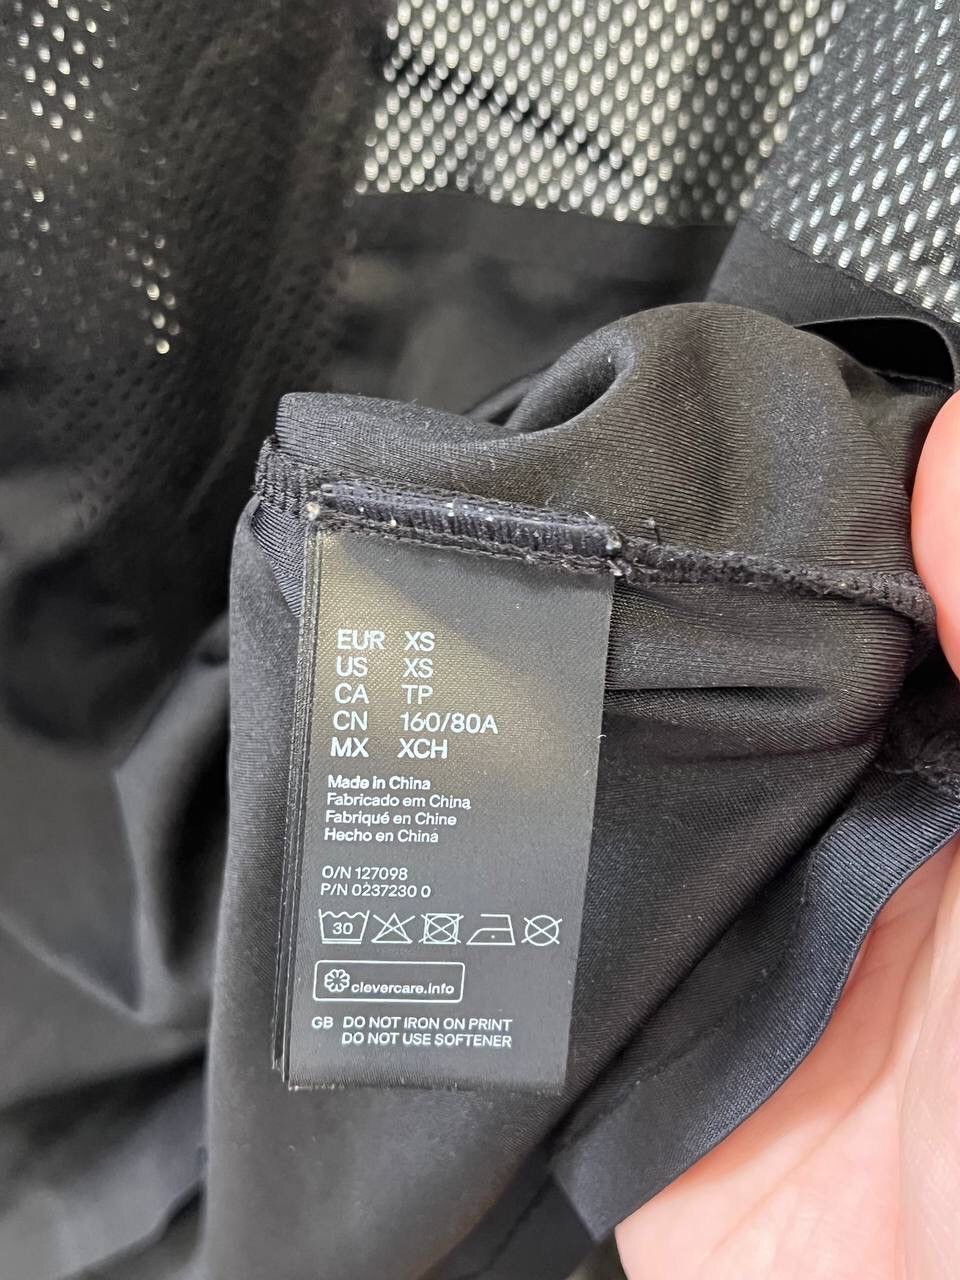 EUR XS
US XS
CA TP
CN 160/80A
MX XCH
Made in China
Fabricado em China
Fabriqué en Chine
Hecho en China
O/N 127098
P/N 0237230 0
30
clevercare.info
GB DO NOT IRON ON PRINT
DO NOT USE SOFTENER